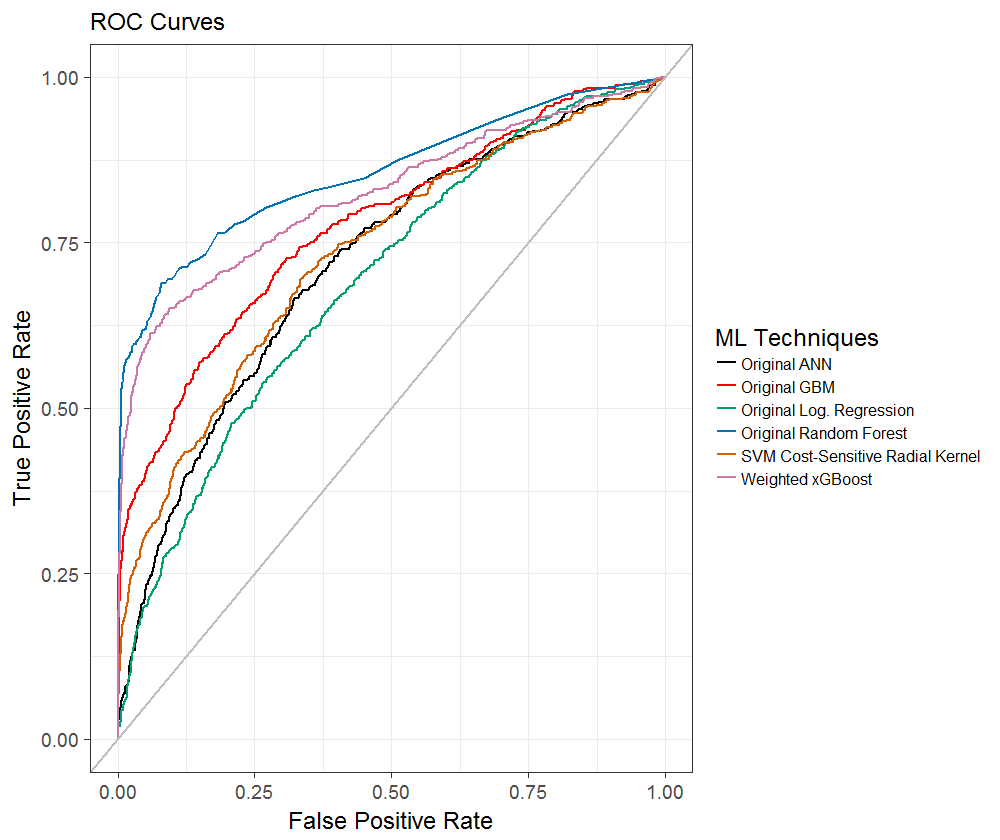 ROC Curves
1.00
0.75
0.50
0.25
0.00
True Positive Rate
0.00 0.25 0.50 0.75 1.00
False Positive Rate
ML Techniques
Original ANN
Original GBM
Original Log. Regression
Original Random Forest
SVM Cost-Sensitive Radial Kernel
Weighted xGBoost